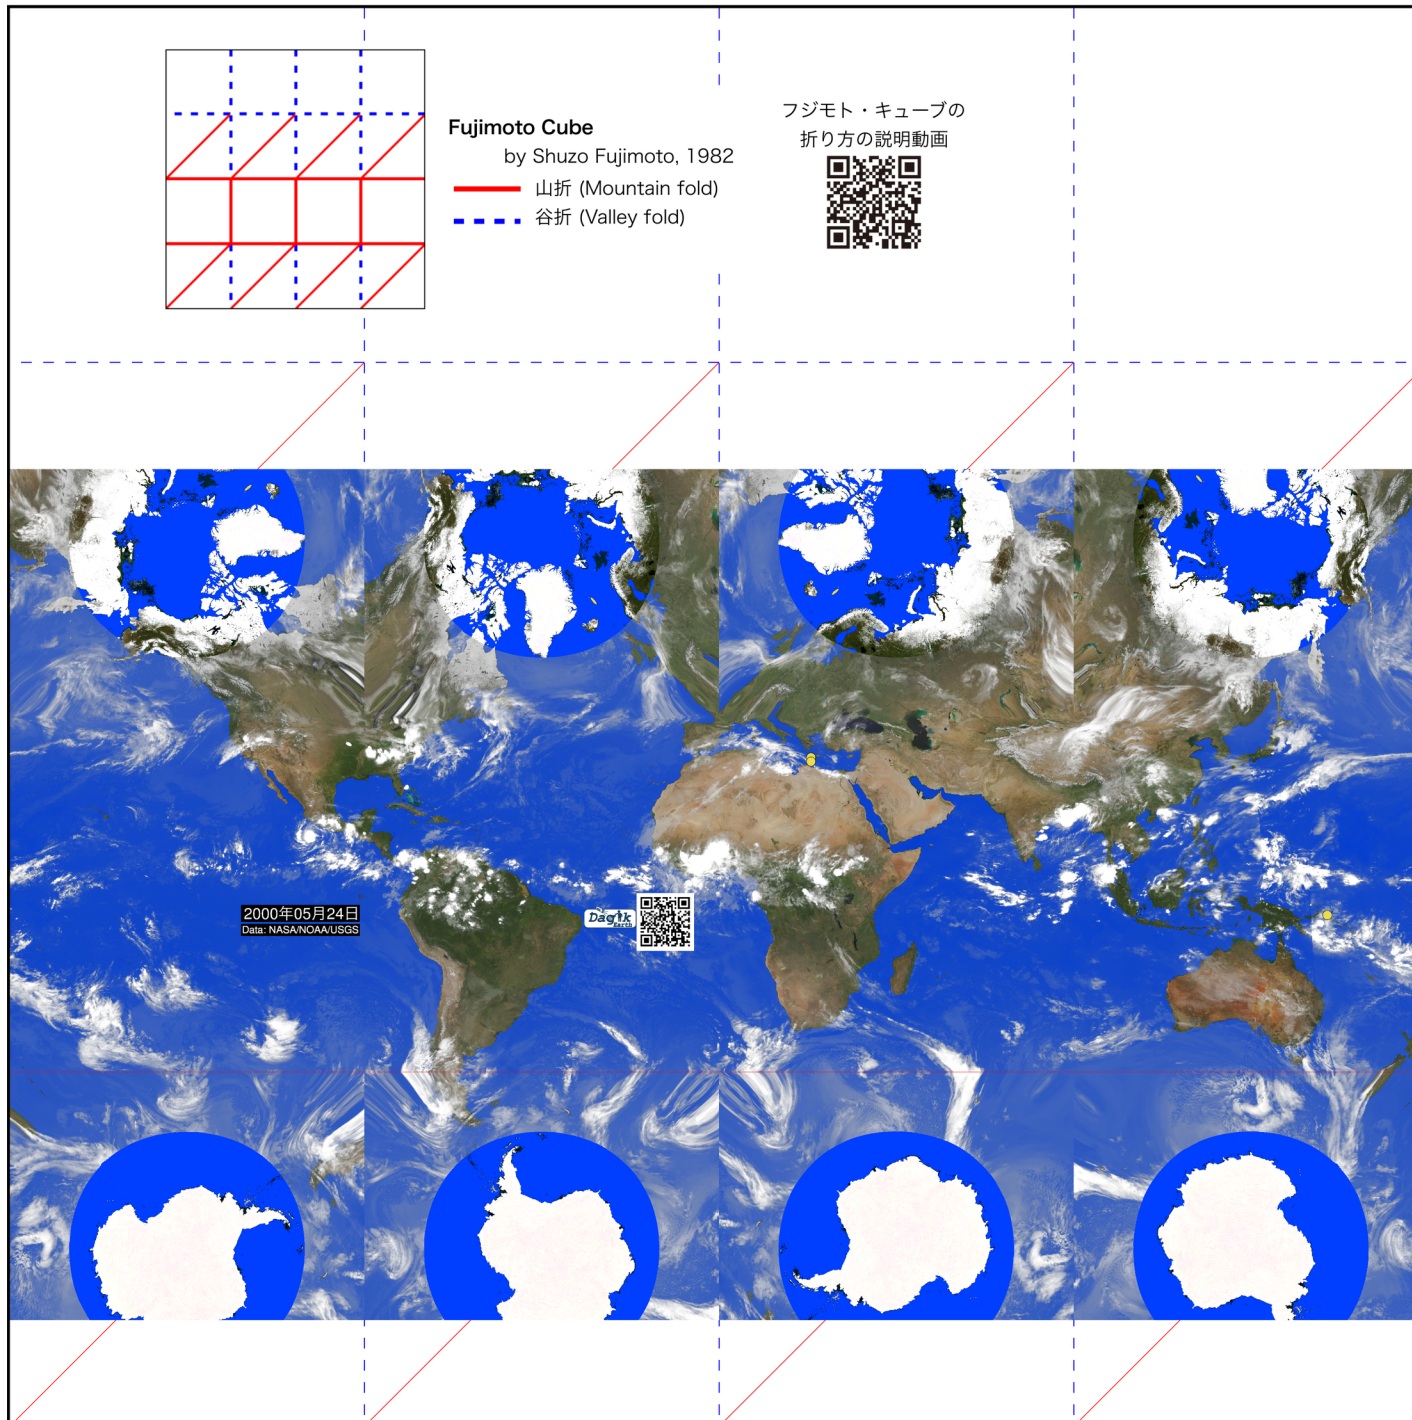 Fujimoto Cube
by Shuzo Fujimoto, 1982
山折 (Mountain fold)
谷折 (Valley fold)
フジモト・キューブの
折り方の説明動画
2000年05月24日
Data: NASA/NOAA/USGS
Dagik
Earth